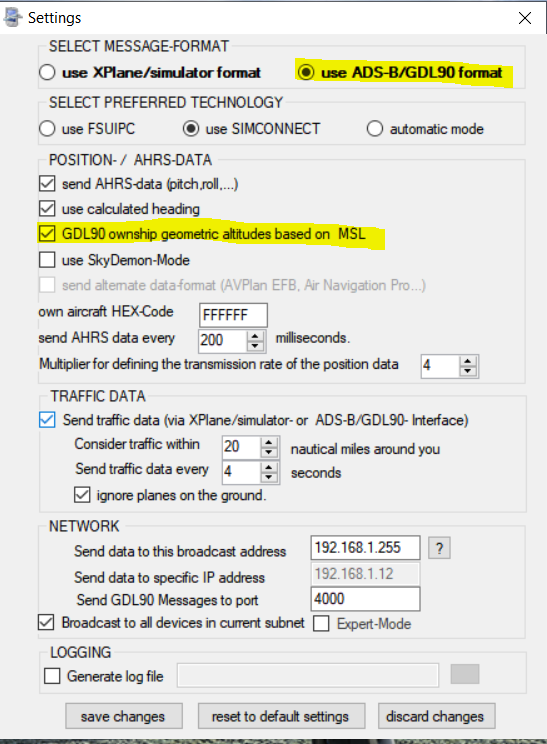 Settings
SELECT MESSAGE-FORMAT
use XPlane/simulator format use ADS-B/GDL90 format
SELECT PREFERRED TECHNOLOGY
use FSUIPC use SIMCONNECT automatic mode
POSITION- / AHRS-DATA
send AHRS-data (pitch,roll,...)
use calculated heading
GDL90 ownship geometric altitudes based on MSL
use SkyDemon-Mode
send alternate data-format (AVPlan EFB, Air Navigation Pro...)
own aircraft HEX-Code FFFFFF
send AHRS data every 200 milliseconds.
Multiplier for defining the transmission rate of the position data 4
TRAFFIC DATA
Send traffic data (via XPlane/simulator- or ADS-B/GDL90- Interface)
Consider traffic within 20 nautical miles around you
Send traffic data every 4 seconds
ignore planes on the ground.
NETWORK
Send data to this broadcast address 192.168.1.255 ?
Send data to specific IP address 192.168.1.12
Send GDL90 Messages to port 4000
Broadcast to all devices in current subnet Expert-Mode
LOGGING
Generate log file
save changes reset to default settings discard changes